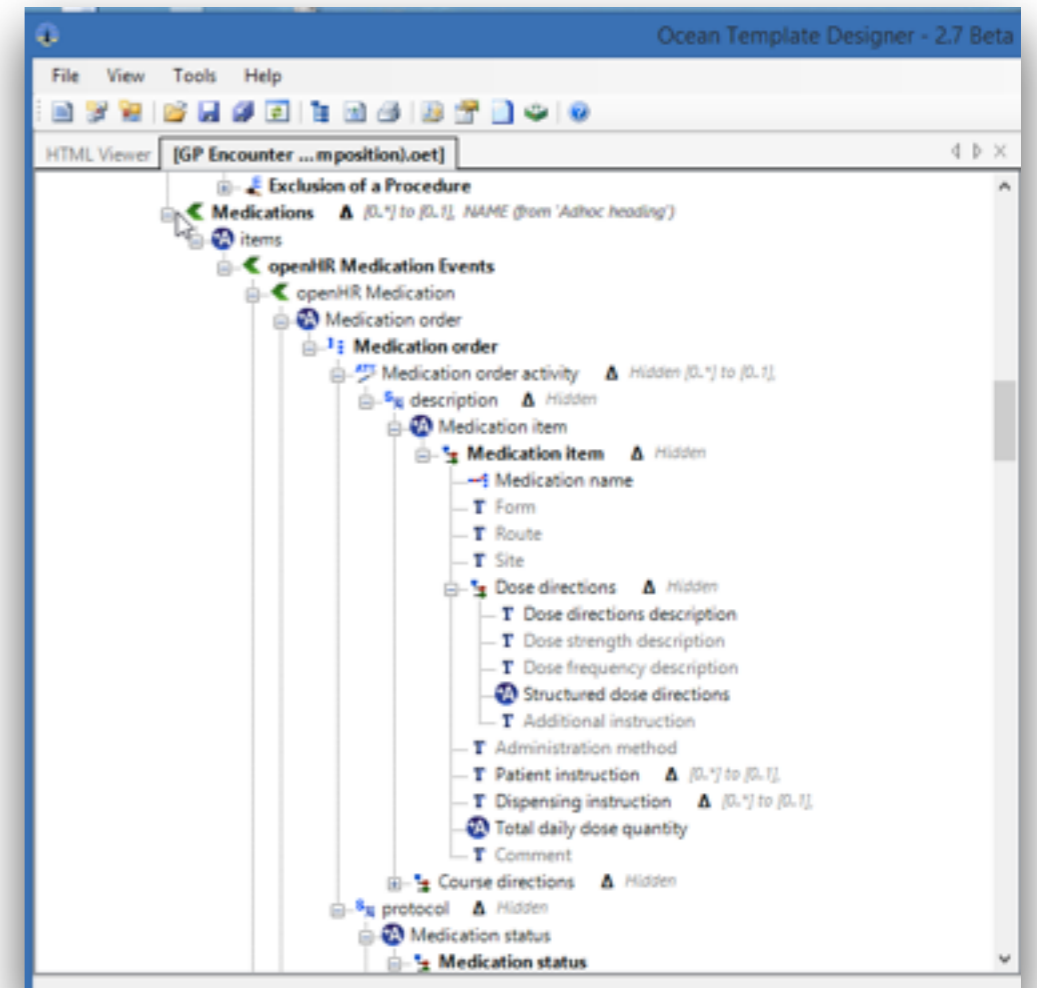 Ocean Template Designer - 2.7 Beta
File View Tools Help
HTML Viewer [GP Encounter ...mposition).oet]
Exclusion of a Procedure
Medications Δ [0..*] to [0..1], NAME (from 'Adhoc heading')
items
openHR Medication Events
openHR Medication
Medication order
Medication order
Medication order activity Δ Hidden [0..*] to [0..1],
description Δ Hidden
Medication item
Medication item Δ Hidden
Medication name
T Form
T Route
T Site
Dose directions Δ Hidden
T Dose directions description
T Dose strength description
T Dose frequency description
Structured dose directions
T Additional instruction
T Administration method
T Patient instruction Δ [0..*] to [0..1],
T Dispensing instruction Δ [0..*] to [0..1],
Total daily dose quantity
T Comment
Course directions Δ Hidden
protocol Δ Hidden
Medication status
Medication status